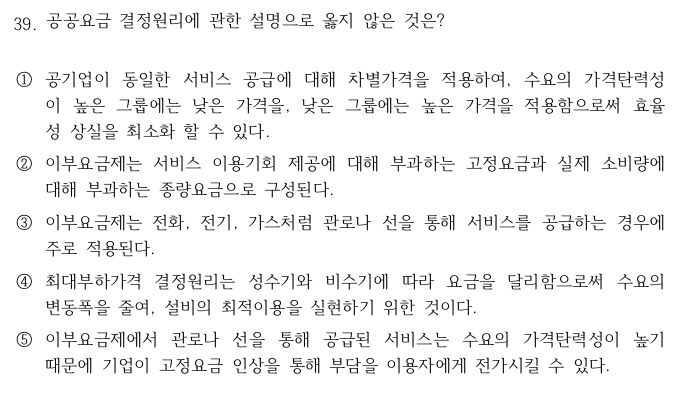 39. 공공요금 결정원리에 관한 설명으로 옳지 않은 것은?
① 공기업이 동일한 서비스 공급에 대해 차별가격을 적용하여, 수요의 가격탄력성
이 높은 그룹에는 낮은 가격을, 낮은 그룹에는 높은 가격을 적용함으로써 효율
성 상실을 최소화 할 수 있다.
② 이부요금제는 서비스 이용기회 제공에 대해 부과하는 고정요금과 실제 소비량에
대해 부과하는 종량요금으로 구성된다.
③ 이부요금제는 전화, 전기, 가스처럼 관로나 선을 통해 서비스를 공급하는 경우에
주로 적용된다.
④ 최대부하가격 결정원리는 성수기와 비수기에 따라 요금을 달리함으로써 수요의
변동폭을 줄여, 설비의 최적이용을 실현하기 위한 것이다.
⑤ 이부요금제에서 관로나 선을 통해 공급된 서비스는 수요의 가격탄력성이 높기
때문에 기업이 고정요금 인상을 통해 부담을 이용자에게 전가시킬 수 있다.